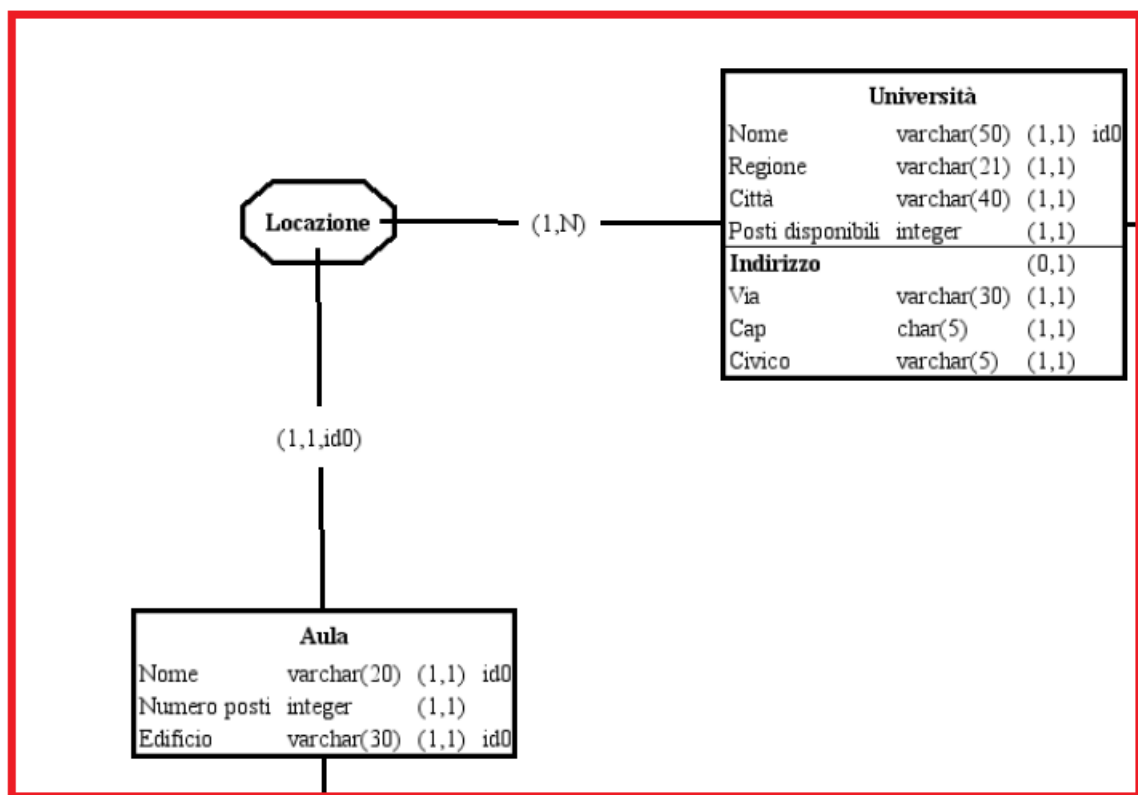 Università
Nome varchar(50) (1,1) id0
Regione varchar(21) (1,1)
Città varchar(40) (1,1)
Posti disponibili integer (1,1)
Indirizzo (0,1)
Via varchar(30) (1,1)
Cap char(5) (1,1)
Civico varchar(5) (1,1)
Locazione
(1,N)
(1,1,id0)
Aula
Nome varchar(20) (1,1) id0
Numero posti integer (1,1)
Edificio varchar(30) (1,1) id0